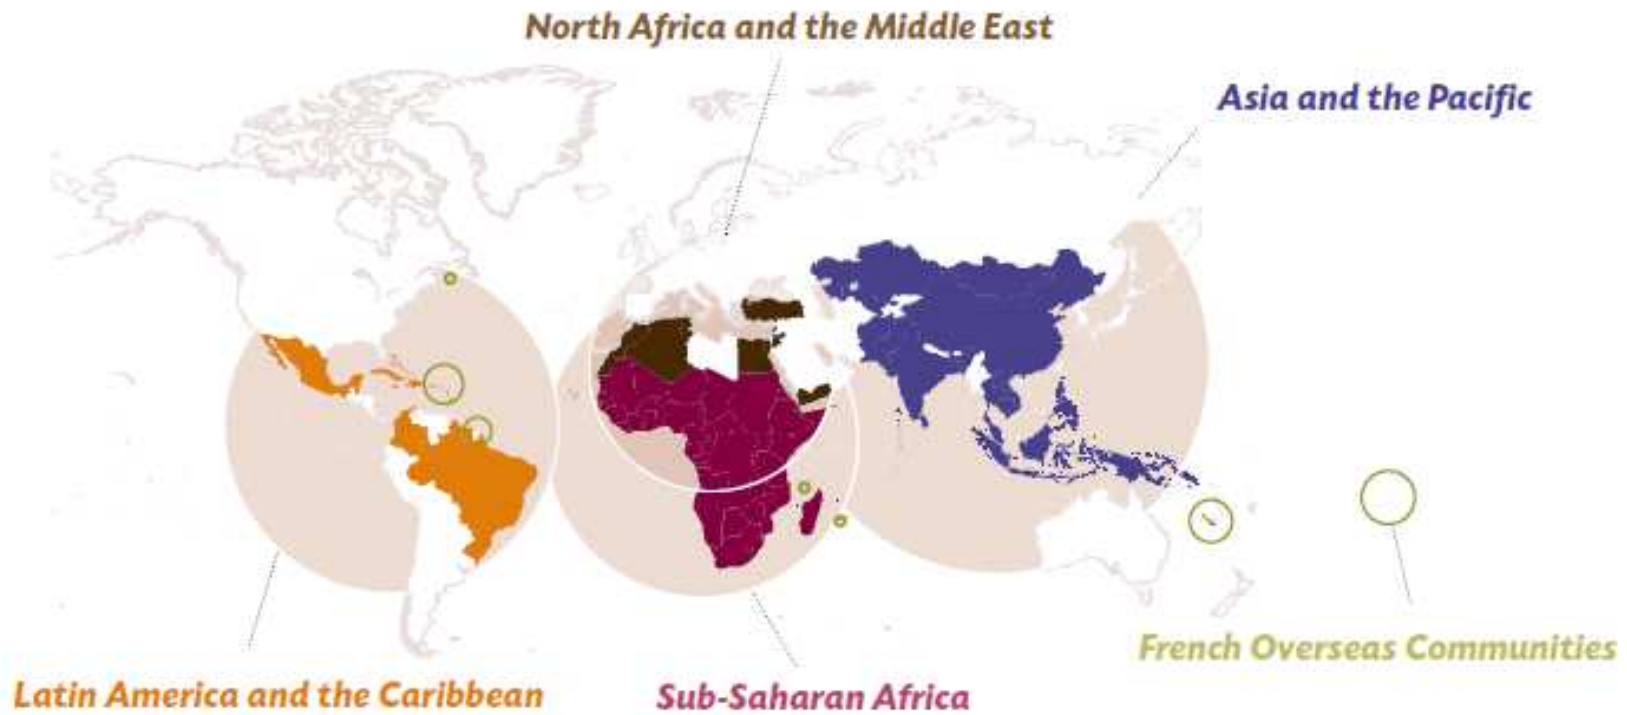 North Africa and the Middle East
Asia and the Pacific
French Overseas Communities
Latin America and the Caribbean
Sub-Saharan Africa